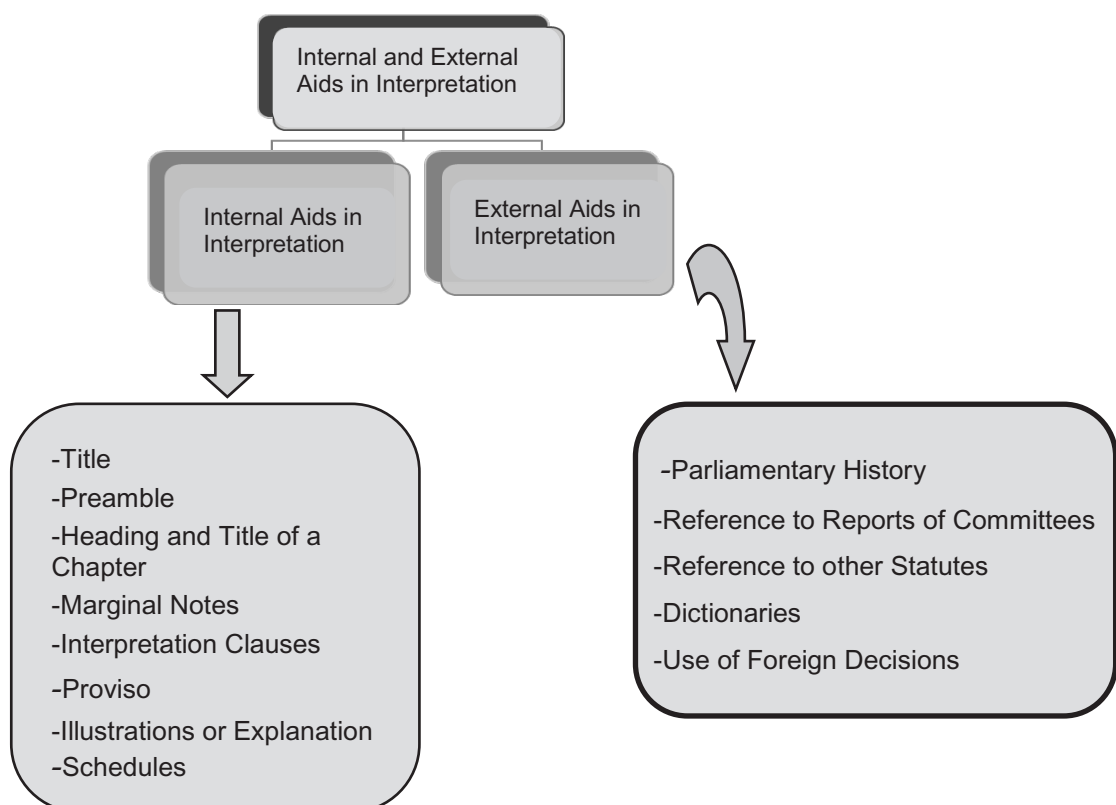 Internal and External
Aids in Interpretation
Internal Aids in
Interpretation
External Aids in
Interpretation
-Title
-Preamble
-Heading and Title of a
Chapter
-Marginal Notes
-Interpretation Clauses
-Proviso
-Illustrations or Explanation
-Schedules
-Parliamentary History
-Reference to Reports of Committees
-Reference to other Statutes
-Dictionaries
-Use of Foreign Decisions